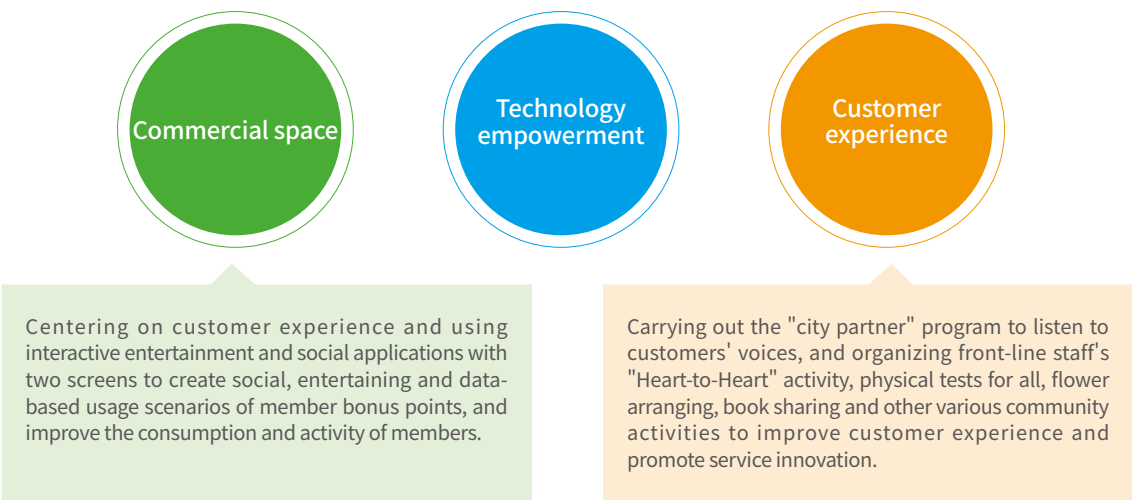 Commercial space
Technology
empowerment
Customer
experience
Centering on customer experience and using
interactive entertainment and social applications with
two screens to create social, entertaining and data-
based usage scenarios of member bonus points, and
improve the consumption and activity of members.
Carrying out the "city partner" program to listen to
customers' voices, and organizing front-line staff's
"Heart-to-Heart" activity, physical tests for all, flower
arranging, book sharing and other various community
activities to improve customer experience and
promote service innovation.